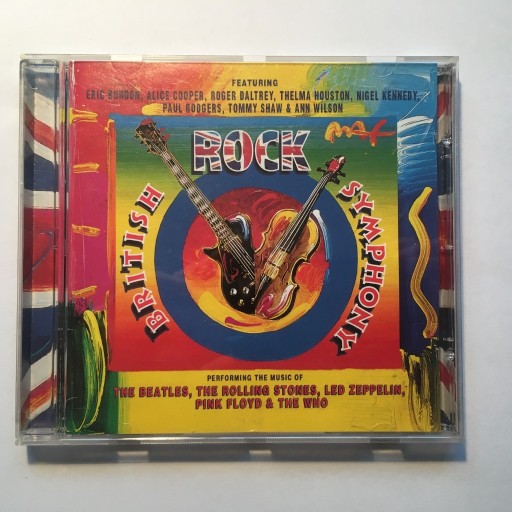 FEATURING
ERIC BURDON, ALICE COOPER, ROGER DALTREY, THELMA HOUSTON, NIGEL KENNEDY,
PAUL RODGERS, TOMMY SHAW & ANN WILSON
MAX
BRITISH
ROCK
SYMPHONY
PERFORMING THE MUSIC OF
THE BEATLES, THE ROLLING STONES, LED ZEPPELIN,
PINK FLOYD & THE WHO